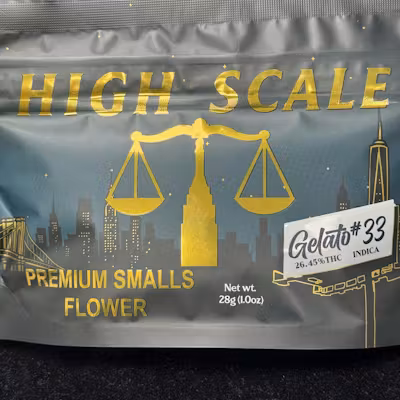 HIGH SCALE
Gelato #33
26.45% THC INDICA
PREMIUM SMALLS
FLOWER
Net wt.
28g (1.0oz)